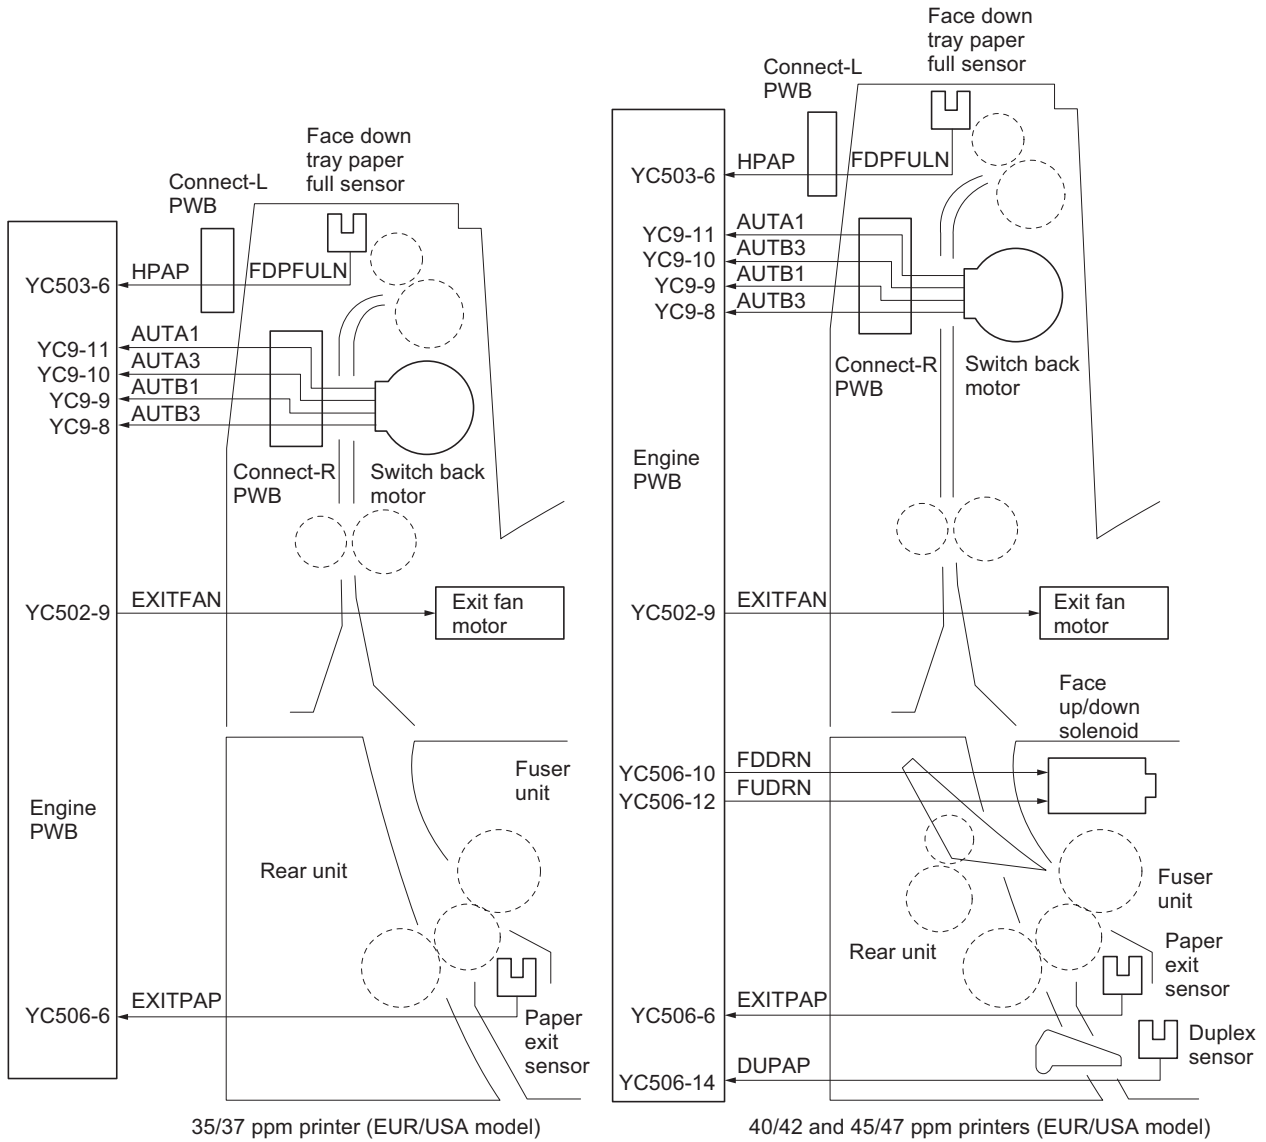 Face down
tray paper
full sensor
Connect-L
PWB
HPAP
FDPFULN
YC503-6
AUTA1
YC9-11
AUTA3
YC9-10
AUTB1
YC9-9
AUTB3
YC9-8
Connect-R
PWB
Switch back
motor
EXITFAN
YC502-9
Exit fan
motor
Engine
PWB
Fuser
unit
Rear unit
EXITPAP
YC506-6
Paper
exit
sensor
35/37 ppm printer (EUR/USA model)
Face down
tray paper
full sensor
Connect-L
PWB
HPAP
FDPFULN
YC503-6
AUTA1
YC9-11
AUTB3
YC9-10
AUTB1
YC9-9
AUTB3
YC9-8
Connect-R
PWB
Switch back
motor
Engine
PWB
EXITFAN
YC502-9
Exit fan
motor
Face
up/down
solenoid
FDDRN
YC506-10
FUDRN
YC506-12
Fuser
unit
Rear unit
Paper
exit
sensor
EXITPAP
YC506-6
Duplex
sensor
DUPAP
YC506-14
40/42 and 45/47 ppm printers (EUR/USA model)